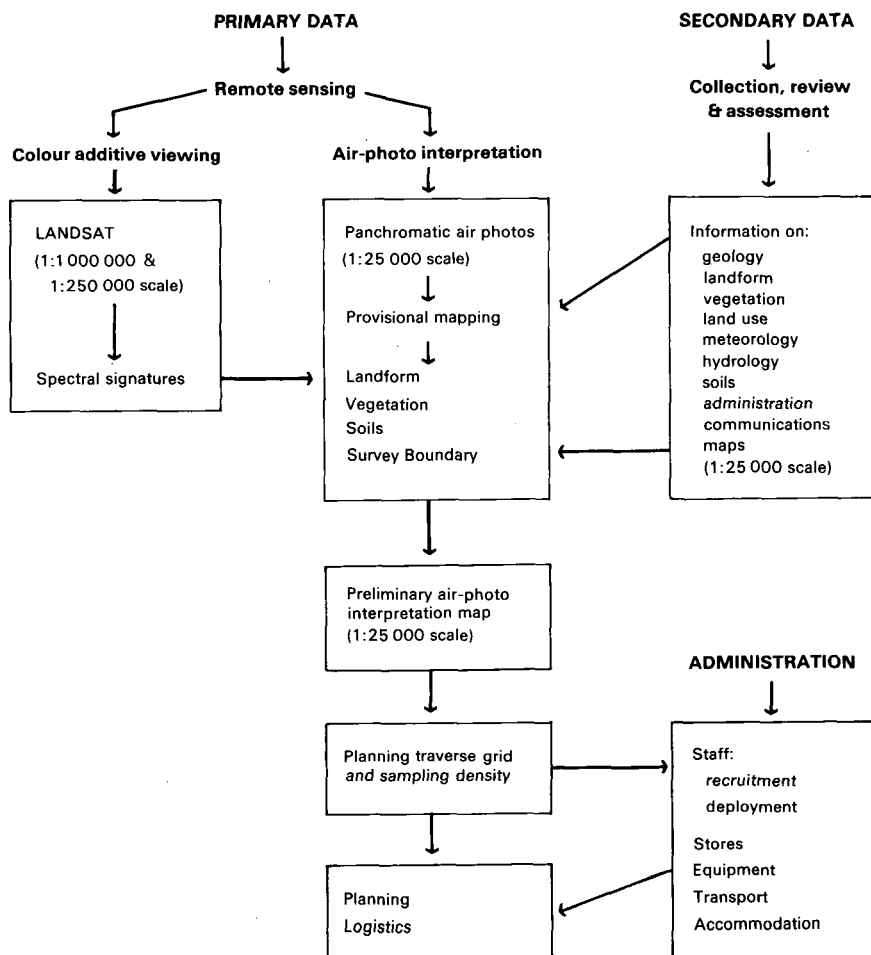 PRIMARY DATA
Remote sensing
Colour additive viewing
LANDSAT
(1:1 000 000 &
1:250 000 scale)
Spectral signatures
Air-photo interpretation
Panchromatic air photos
(1:25 000 scale)
Provisional mapping
Landform
Vegetation
Soils
Survey Boundary
SECONDARY DATA
Collection, review
& assessment
Information on:
geology
landform
vegetation
land use
meteorology
hydrology
soils
administration
communications
maps
(1:25 000 scale)
Preliminary air-photo
interpretation map
(1:25 000 scale)
Planning traverse grid
and sampling density
ADMINISTRATION
Staff:
recruitment
deployment
Stores
Equipment
Transport
Accommodation
Planning
Logistics